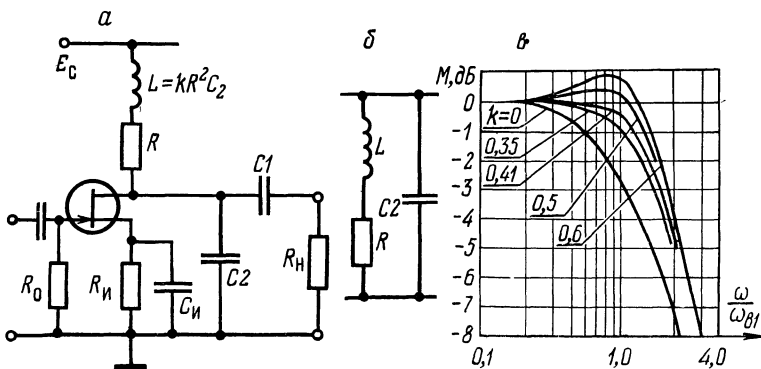 а
E_C
L=kR²C₂
R
C1
R_0
R_И
C_И
C2
R_Н
б
L
R
C2
в
M,дБ
0
-1
-2
-3
-4
-5
-6
-7
-8
k=0
0,35
0,41
0,5
0,6
0,1
1,0
4,0
ω/ω_В1